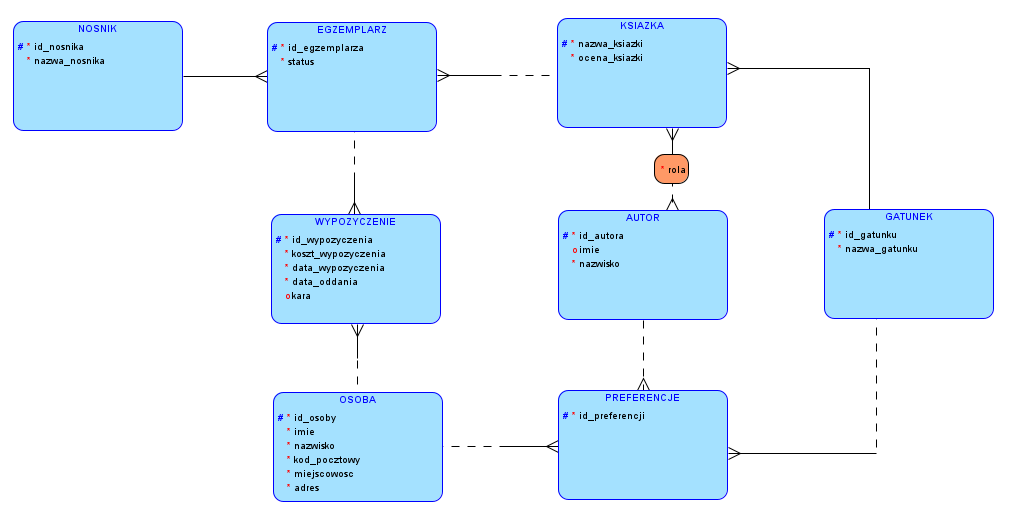 NOSNIK
# * id_nosnika
* nazwa_nosnika
EGZEMPLARZ
# * id_egzemplarza
* status
KSIAZKA
# * nazwa_ksiazki
* ocena_ksiazki
* rola
WYPOZYCZENIE
# * id_wypozyczenia
* koszt_wypozyczenia
* data_wypozyczenia
* data_oddania
o kara
AUTOR
# * id_autora
o imie
* nazwisko
GATUNEK
# * id_gatunku
* nazwa_gatunku
OSOBA
# * id_osoby
* imie
* nazwisko
* kod_pocztowy
* miejscowosc
* adres
PREFERENCJE
# * id_preferencji